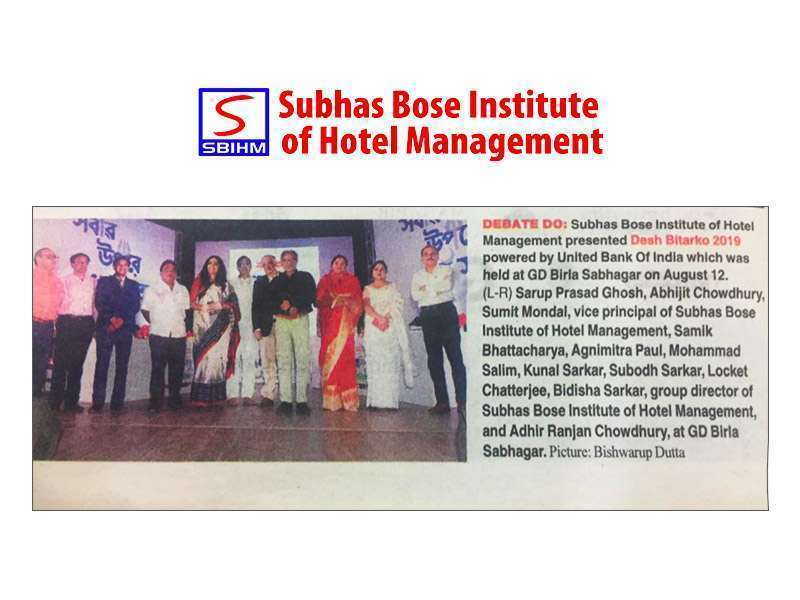 SBIHM
Subhas Bose Institute
of Hotel Management
সবার
উপরে
সবার
উপরে
DEBATE DO: Subhas Bose Institute of Hotel
Management presented Desh Bitarko 2019
powered by United Bank Of India which was
held at GD Birla Sabhagar on August 12.
(L-R) Sarup Prasad Ghosh, Abhijit Chowdhury,
Sumit Mondal, vice principal of Subhas Bose
Institute of Hotel Management, Samik
Bhattacharya, Agnimitra Paul, Mohammad
Salim, Kunal Sarkar, Subodh Sarkar, Locket
Chatterjee, Bidisha Sarkar, group director of
Subhas Bose Institute of Hotel Management,
and Adhir Ranjan Chowdhury, at GD Birla
Sabhagar. Picture: Bishwarup Dutta